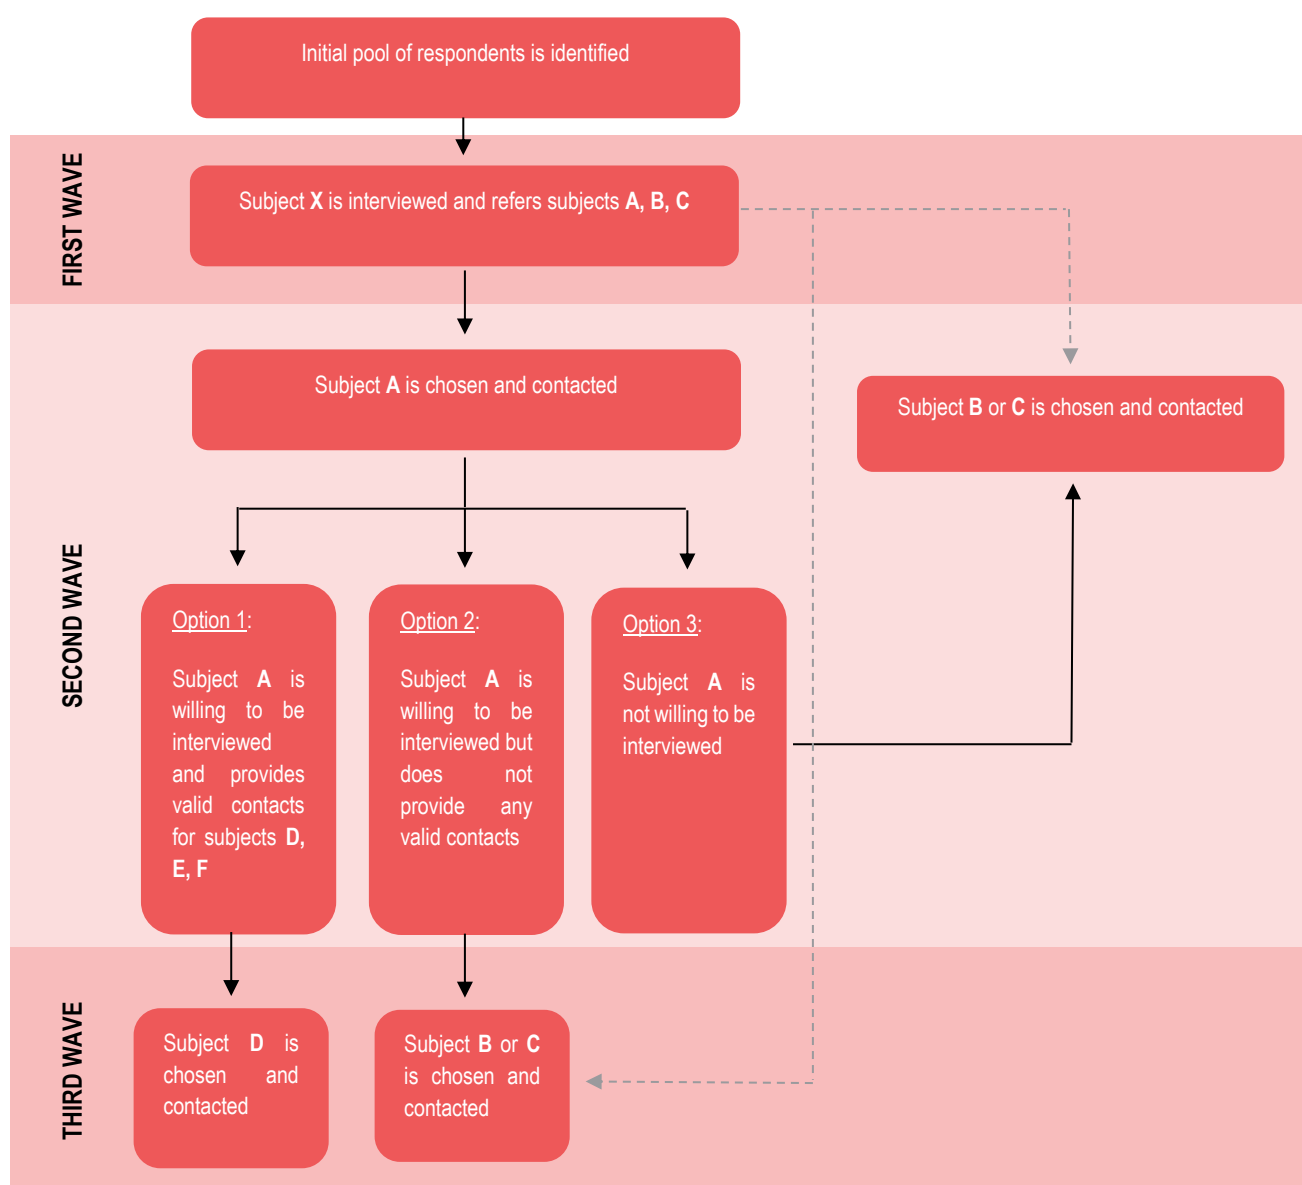 Initial pool of respondents is identified
FIRST WAVE
Subject X is interviewed and refers subjects A, B, C
SECOND WAVE
Subject A is chosen and contacted
Subject B or C is chosen and contacted
Option 1:
Subject A is
willing to be
interviewed
and provides
valid contacts
for subjects D,
E, F
Option 2:
Subject A is
willing to be
interviewed but
does not
provide any
valid contacts
Option 3:
Subject A is
not willing to be
interviewed
THIRD WAVE
Subject D is
chosen and
contacted
Subject B or C
is chosen and
contacted